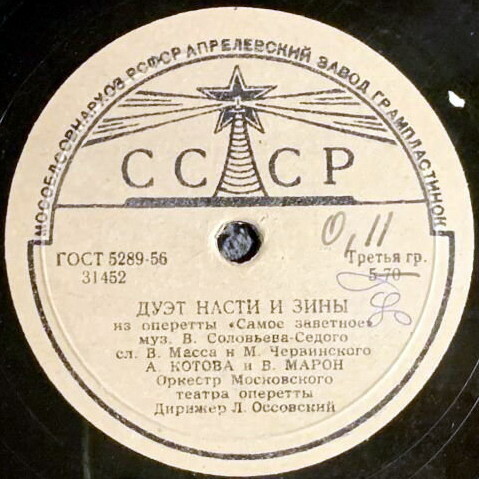 МОСОБЛСОВНАРХОЗ РСФСР АПРЕЛЕВСКИЙ ЗАВОД ГРАМПЛАСТИНОК
СССР
0,11
ГОСТ 5289-56
31452
Третья гр.
5-70
ДУЭТ НАСТИ И ЗИНЫ
из оперетты «Самое заветное»
муз. В. Соловьева-Седого
сл. В. Масса и М. Червинского
А. КОТОВА и В. МАРОН
Оркестр Московского
театра оперетты
Дирижер Л. Оссовский